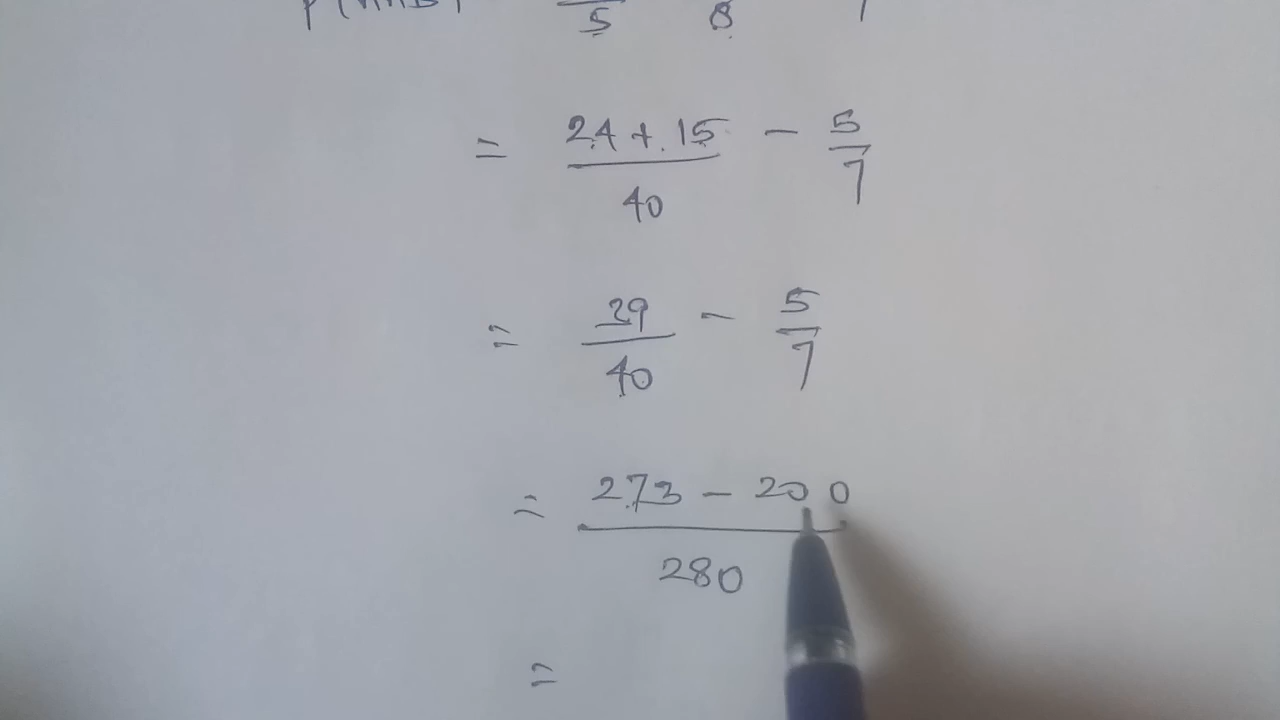 5 8 7
= 24 + 15 / 40 - 5/7
= 39/40 - 5/7
= 273 - 200 / 280
=